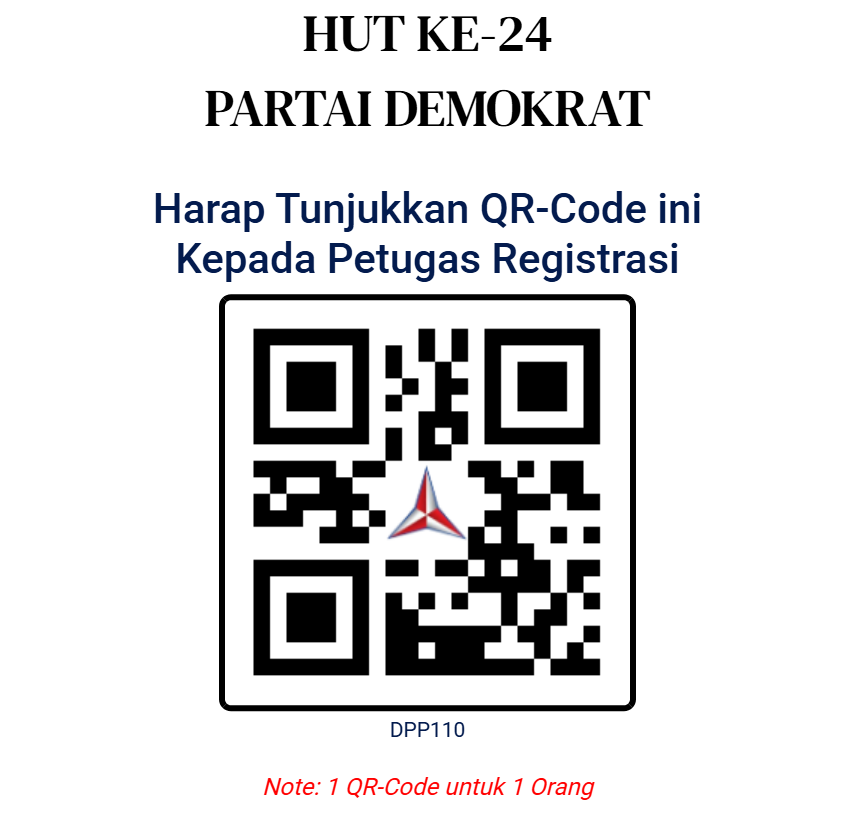 HUT KE-24
PARTAI DEMOKRAT
Harap Tunjukkan QR-Code ini
Kepada Petugas Registrasi
DPP110
Note: 1 QR-Code untuk 1 Orang